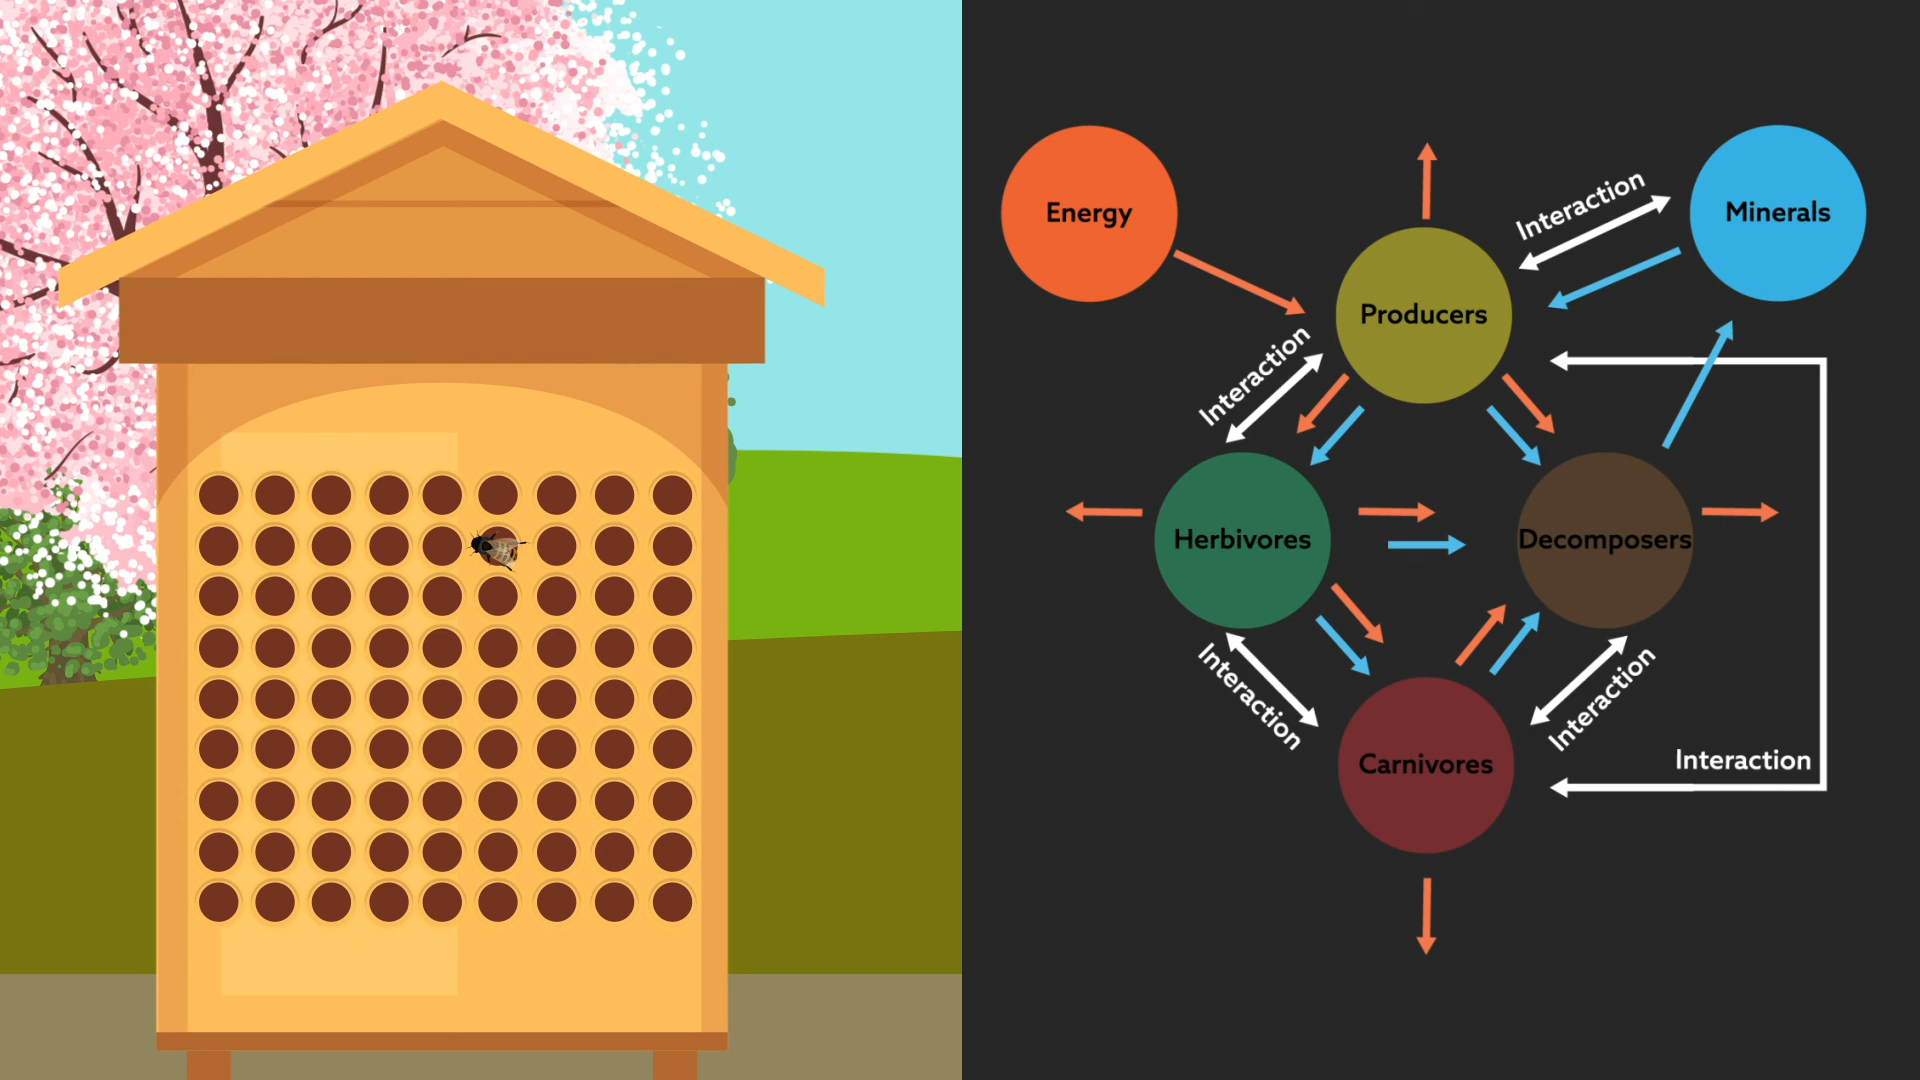 Energy
Interaction
Minerals
Producers
Interaction
Herbivores
Decomposers
Interaction
Interaction
Carnivores
Interaction